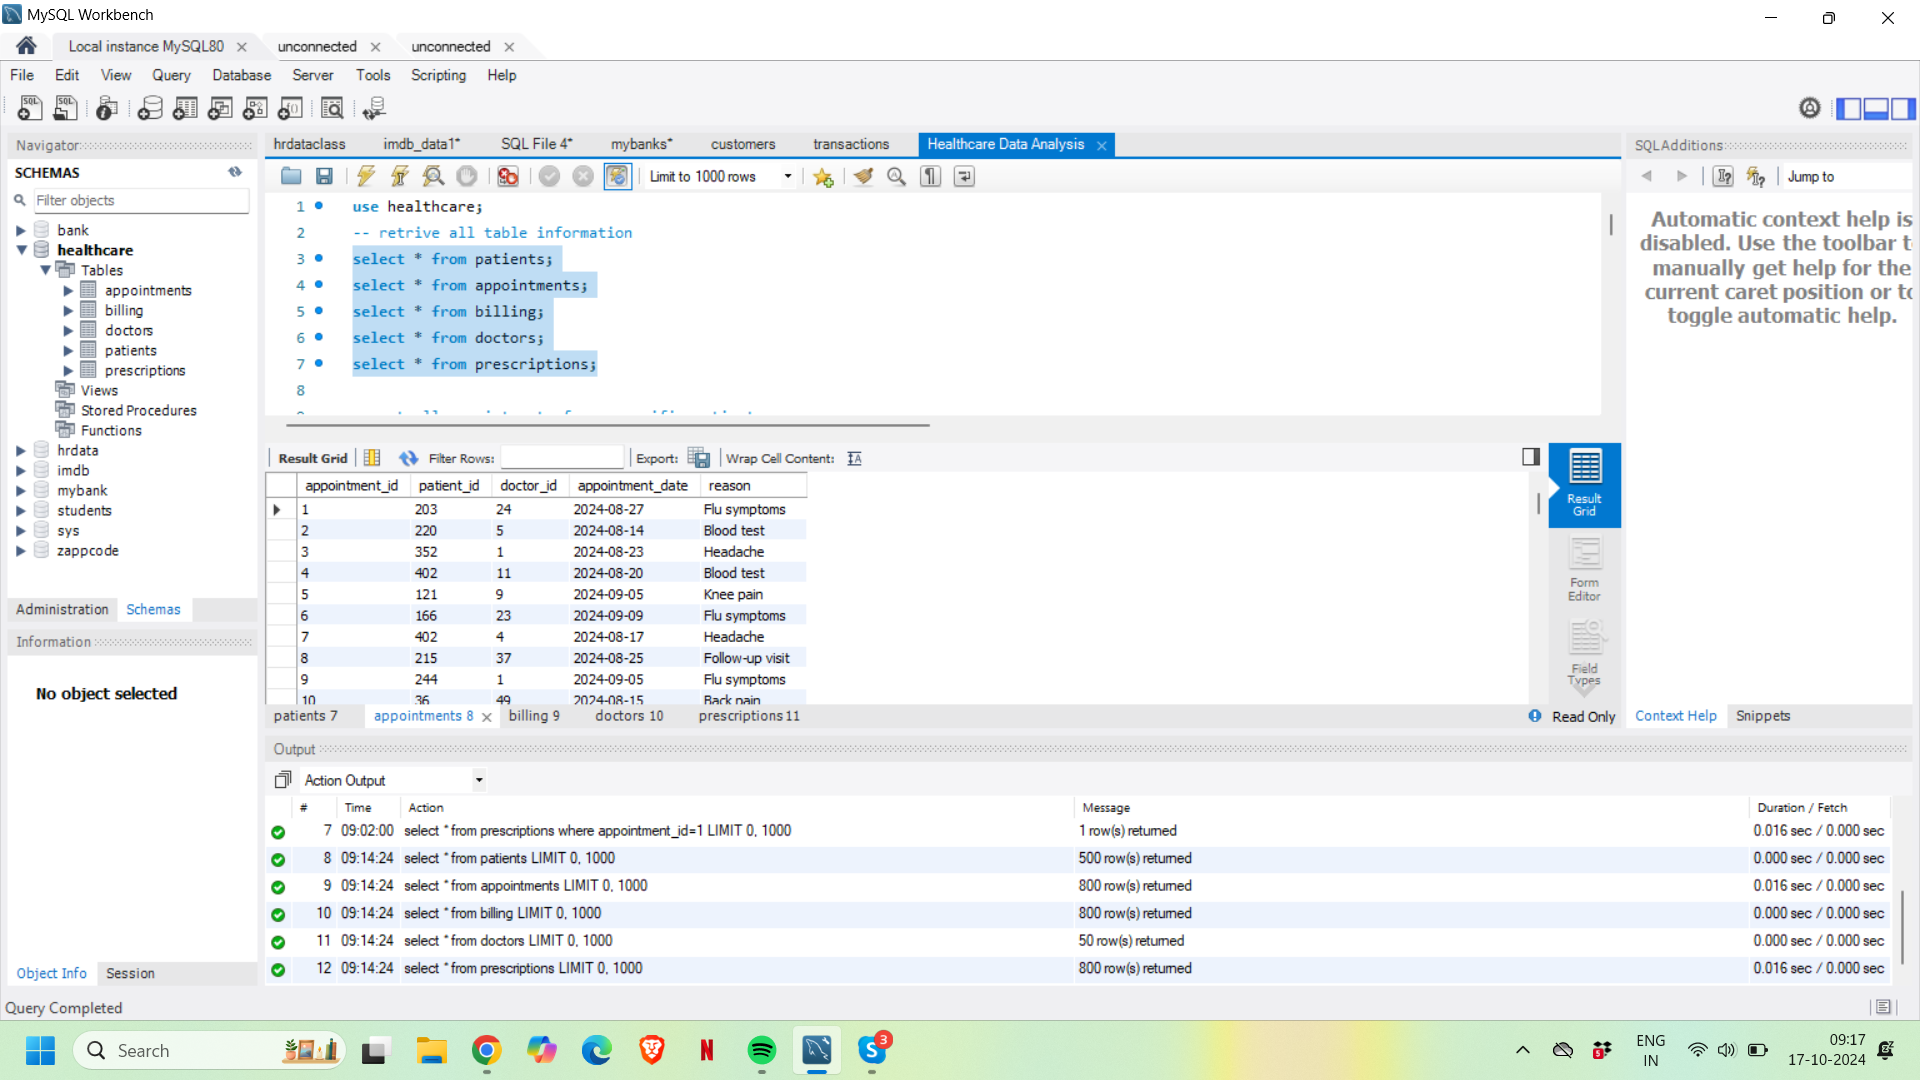 MySQL Workbench
Local instance MySQL80
unconnected
unconnected
File Edit View Query Database Server Tools Scripting Help
Navigator
SCHEMAS
Filter objects
bank
healthcare
Tables
appointments
billing
doctors
patients
prescriptions
Views
Stored Procedures
Functions
hrdata
imdb
mybank
students
sys
zappcode
Administration Schemas
Information
No object selected
Object Info Session
hrdataclass imdb_data1* SQL File 4* mybanks* customers transactions Healthcare Data Analysis
Limit to 1000 rows
1 use healthcare;
2 -- retrive all table information
3 select * from patients;
4 select * from appointments;
5 select * from billing;
6 select * from doctors;
7 select * from prescriptions;
8
Result Grid Filter Rows: Export: Wrap Cell Content:
appointment_id patient_id doctor_id appointment_date reason
1 203 24 2024-08-27 Flu symptoms
2 220 5 2024-08-14 Blood test
3 352 1 2024-08-23 Headache
4 402 11 2024-08-20 Blood test
5 121 9 2024-09-05 Knee pain
6 166 23 2024-09-09 Flu symptoms
7 402 4 2024-08-17 Headache
8 215 37 2024-08-25 Follow-up visit
9 244 1 2024-09-05 Flu symptoms
10 36 49 2024-08-15 Back pain
Result Grid
Form Editor
Field Types
patients 7 appointments 8 billing 9 doctors 10 prescriptions 11
Read Only
SQLAdditions
Jump to
Automatic context help is
disabled. Use the toolbar
manually get help for the
current caret position or
toggle automatic help.
Context Help Snippets
Output
Action Output
# Time Action Message Duration / Fetch
7 09:02:00 select * from prescriptions where appointment_id=1 LIMIT 0, 1000 1 row(s) returned 0.016 sec / 0.000 sec
8 09:14:24 select * from patients LIMIT 0, 1000 500 row(s) returned 0.000 sec / 0.000 sec
9 09:14:24 select * from appointments LIMIT 0, 1000 800 row(s) returned 0.016 sec / 0.000 sec
10 09:14:24 select * from billing LIMIT 0, 1000 800 row(s) returned 0.000 sec / 0.000 sec
11 09:14:24 select * from doctors LIMIT 0, 1000 50 row(s) returned 0.000 sec / 0.000 sec
12 09:14:24 select * from prescriptions LIMIT 0, 1000 800 row(s) returned 0.016 sec / 0.000 sec
Query Completed
Search
3
ENG
IN
09:17
17-10-2024